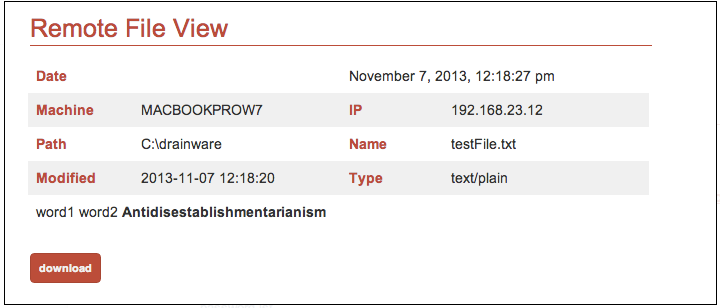 Remote File View
Date November 7, 2013, 12:18:27 pm
Machine MACBOOKPROW7 IP 192.168.23.12
Path C:\drainware Name testFile.txt
Modified 2013-11-07 12:18:20 Type text/plain
word1 word2 Antidisestablishmentarianism
download